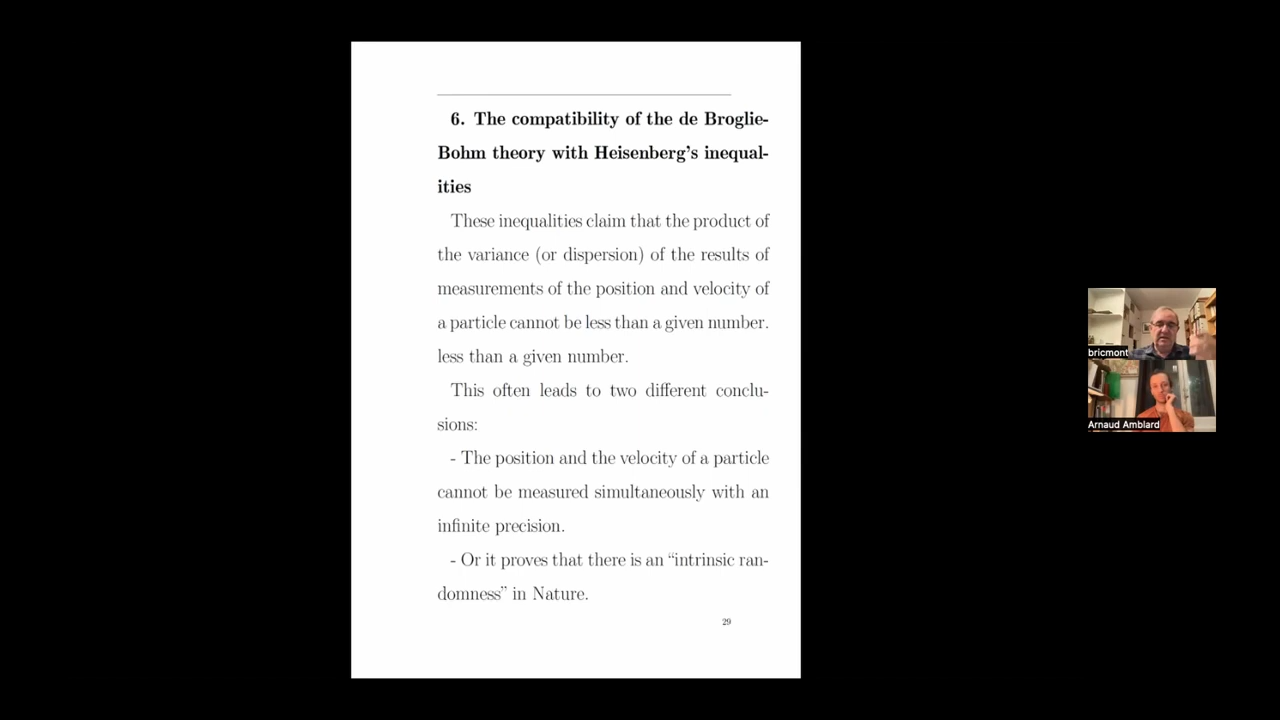 6. The compatibility of the de Broglie-
Bohm theory with Heisenberg's inequal-
ities
These inequalities claim that the product of
the variance (or dispersion) of the results of
measurements of the position and velocity of
a particle cannot be less than a given number.
less than a given number.
This often leads to two different conclu-
sions:
- The position and the velocity of a particle
cannot be measured simultaneously with an
infinite precision.
- Or it proves that there is an “intrinsic ran-
domness” in Nature.
29
bricmont
Arnaud Amblard